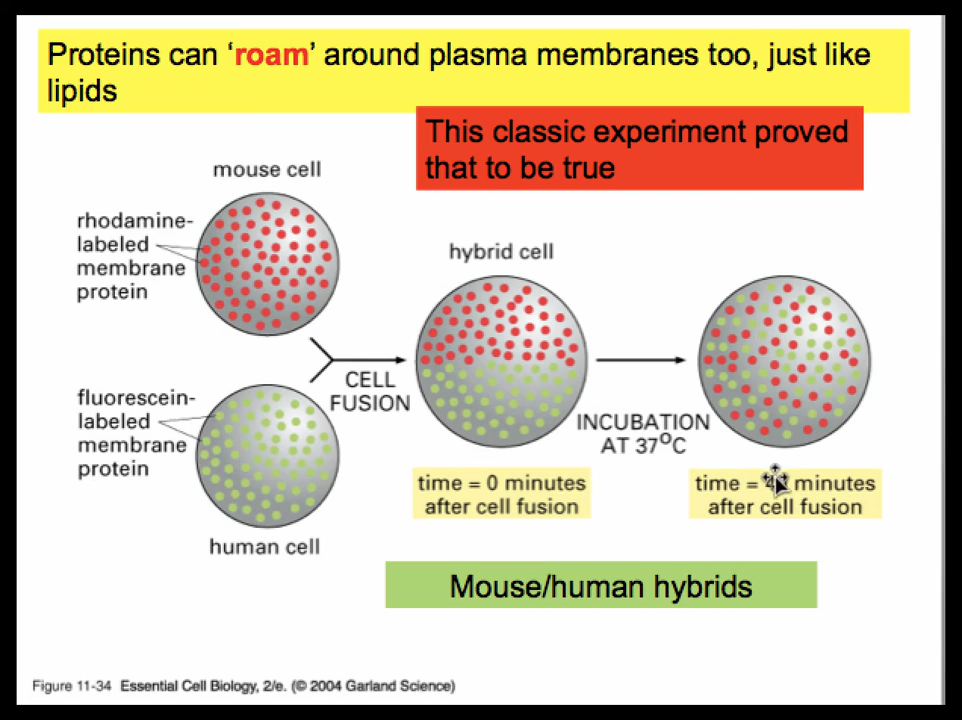 Proteins can ‘roam’ around plasma membranes too, just like
lipids
This classic experiment proved
that to be true
mouse cell
rhodamine-
labeled
membrane
protein
hybrid cell
fluorescein-
labeled
membrane
protein
CELL
FUSION
INCUBATION
AT 37°C
time = 0 minutes
after cell fusion
time = minutes
after cell fusion
human cell
Mouse/human hybrids
Figure 11-34 Essential Cell Biology, 2/e. (© 2004 Garland Science)